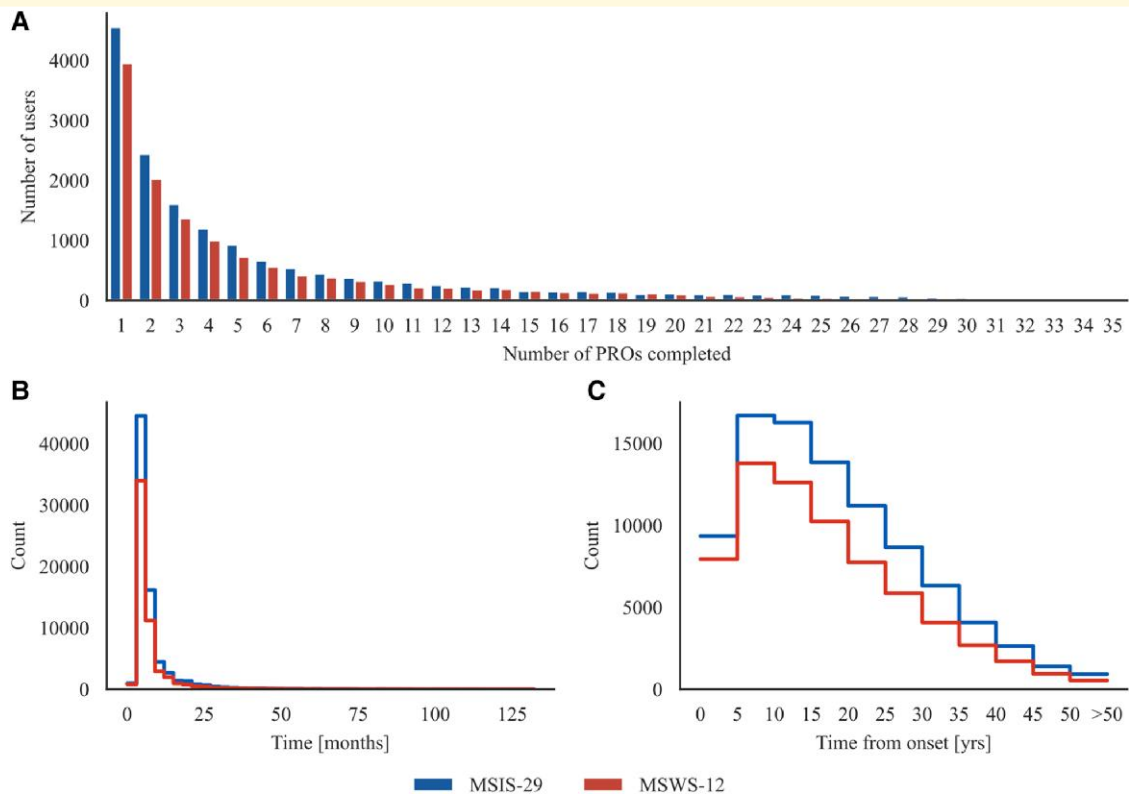 A
Number of users
4000
3000
2000
1000
0
1 2 3 4 5 6 7 8 9 10 11 12 13 14 15 16 17 18 19 20 21 22 23 24 25 26 27 28 29 30 31 32 33 34 35
Number of PROs completed
B
Count
40000
30000
20000
10000
0
0 25 50 75 100 125
Time [months]
C
Count
15000
10000
5000
0
0 5 10 15 20 25 30 35 40 45 50 >50
Time from onset [yrs]
MSIS-29 MSWS-12